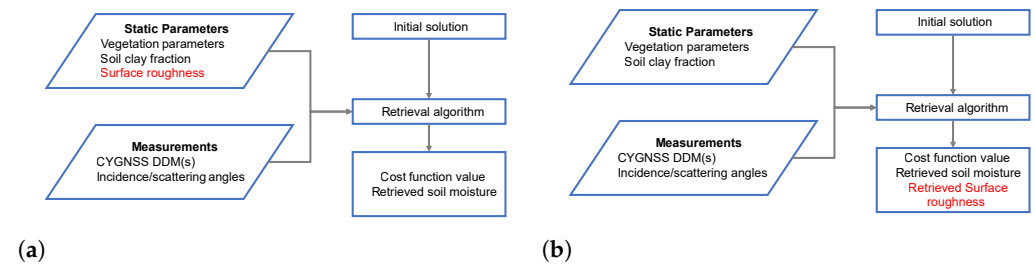 Static Parameters
Vegetation parameters
Soil clay fraction
Surface roughness
Initial solution
Retrieval algorithm
Measurements
CYGNSS DDM(s)
Incidence/scattering angles
Cost function value
Retrieved soil moisture
(a)
Static Parameters
Vegetation parameters
Soil clay fraction
Initial solution
Retrieval algorithm
Measurements
CYGNSS DDM(s)
Incidence/scattering angles
Cost function value
Retrieved soil moisture
Retrieved Surface
roughness
(b)